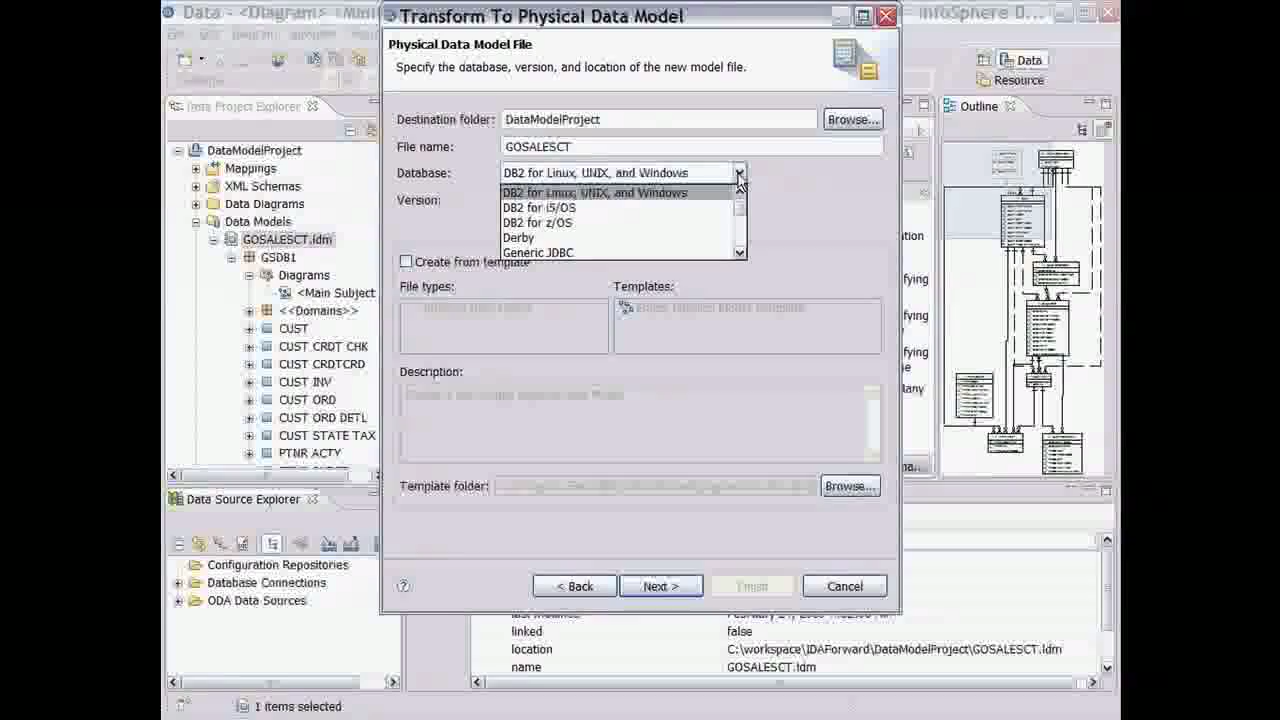 Data - <Diagram>
InfoSphere D...
Transform To Physical Data Model
Physical Data Model File
Specify the database, version, and location of the new model file.
Data
Resource
Data Project Explorer
Outline
Destination folder: DataModelProject Browse...
File name: GOSALESCT
Database: DB2 for Linux, UNIX, and Windows
DB2 for Linux, UNIX, and Windows
Version:
DB2 for i5/OS
DB2 for z/OS
Derby
Generic JDBC
Create from template
File types:
Templates:
Description:
Template folder: Browse...
< Back
Next >
Finish
Cancel
DataModelProject
Mappings
XML Schemas
Data Diagrams
Data Models
GOSALESCT.ldm
GSDB1
Diagrams
<Main Subject
<<Domains>>
CUST
CUST CRDT CHK
CUST CRDTCRD
CUST INV
CUST ORD
CUST ORD DETL
CUST STATE TAX
PTNR ACTY
Data Source Explorer
Configuration Repositories
Database Connections
ODA Data Sources
linked false
location C:\workspace\IDAForward\DataModelProject\GOSALESCT.ldm
name GOSALESCT.ldm
1 items selected